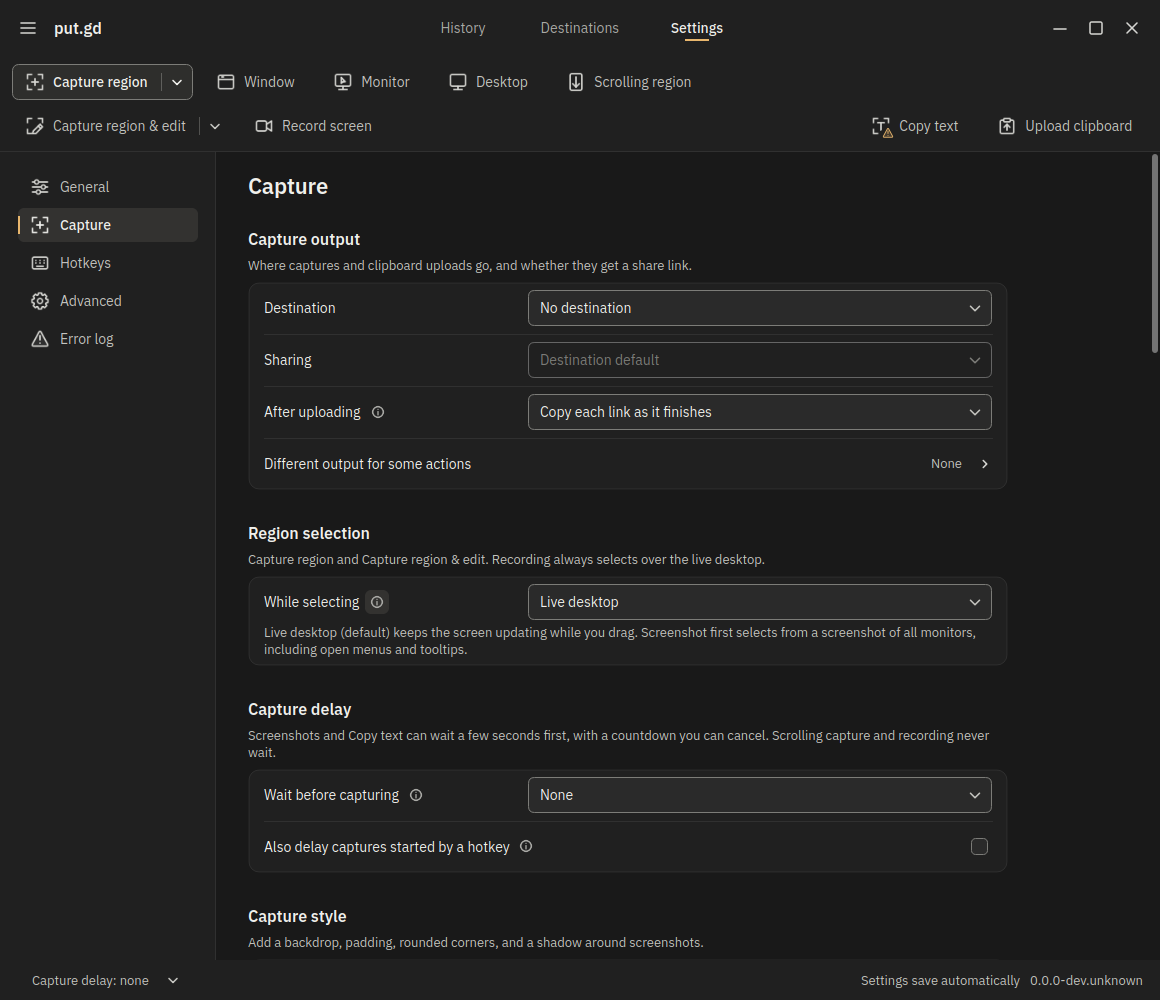 put.gd
History
Destinations
Settings
Capture region
Window
Monitor
Desktop
Scrolling region
Capture region & edit
Record screen
Copy text
Upload clipboard
General
Capture
Hotkeys
Advanced
Error log
Capture
Capture output
Where captures and clipboard uploads go, and whether they get a share link.
Destination
No destination
Sharing
Destination default
After uploading
Copy each link as it finishes
Different output for some actions
None
Region selection
Capture region and Capture region & edit. Recording always selects over the live desktop.
While selecting
Live desktop
Live desktop (default) keeps the screen updating while you drag. Screenshot first selects from a screenshot of all monitors,
including open menus and tooltips.
Capture delay
Screenshots and Copy text can wait a few seconds first, with a countdown you can cancel. Scrolling capture and recording never
wait.
Wait before capturing
None
Also delay captures started by a hotkey
Capture style
Add a backdrop, padding, rounded corners, and a shadow around screenshots.
Capture delay: none
Settings save automatically
0.0.0-dev.unknown